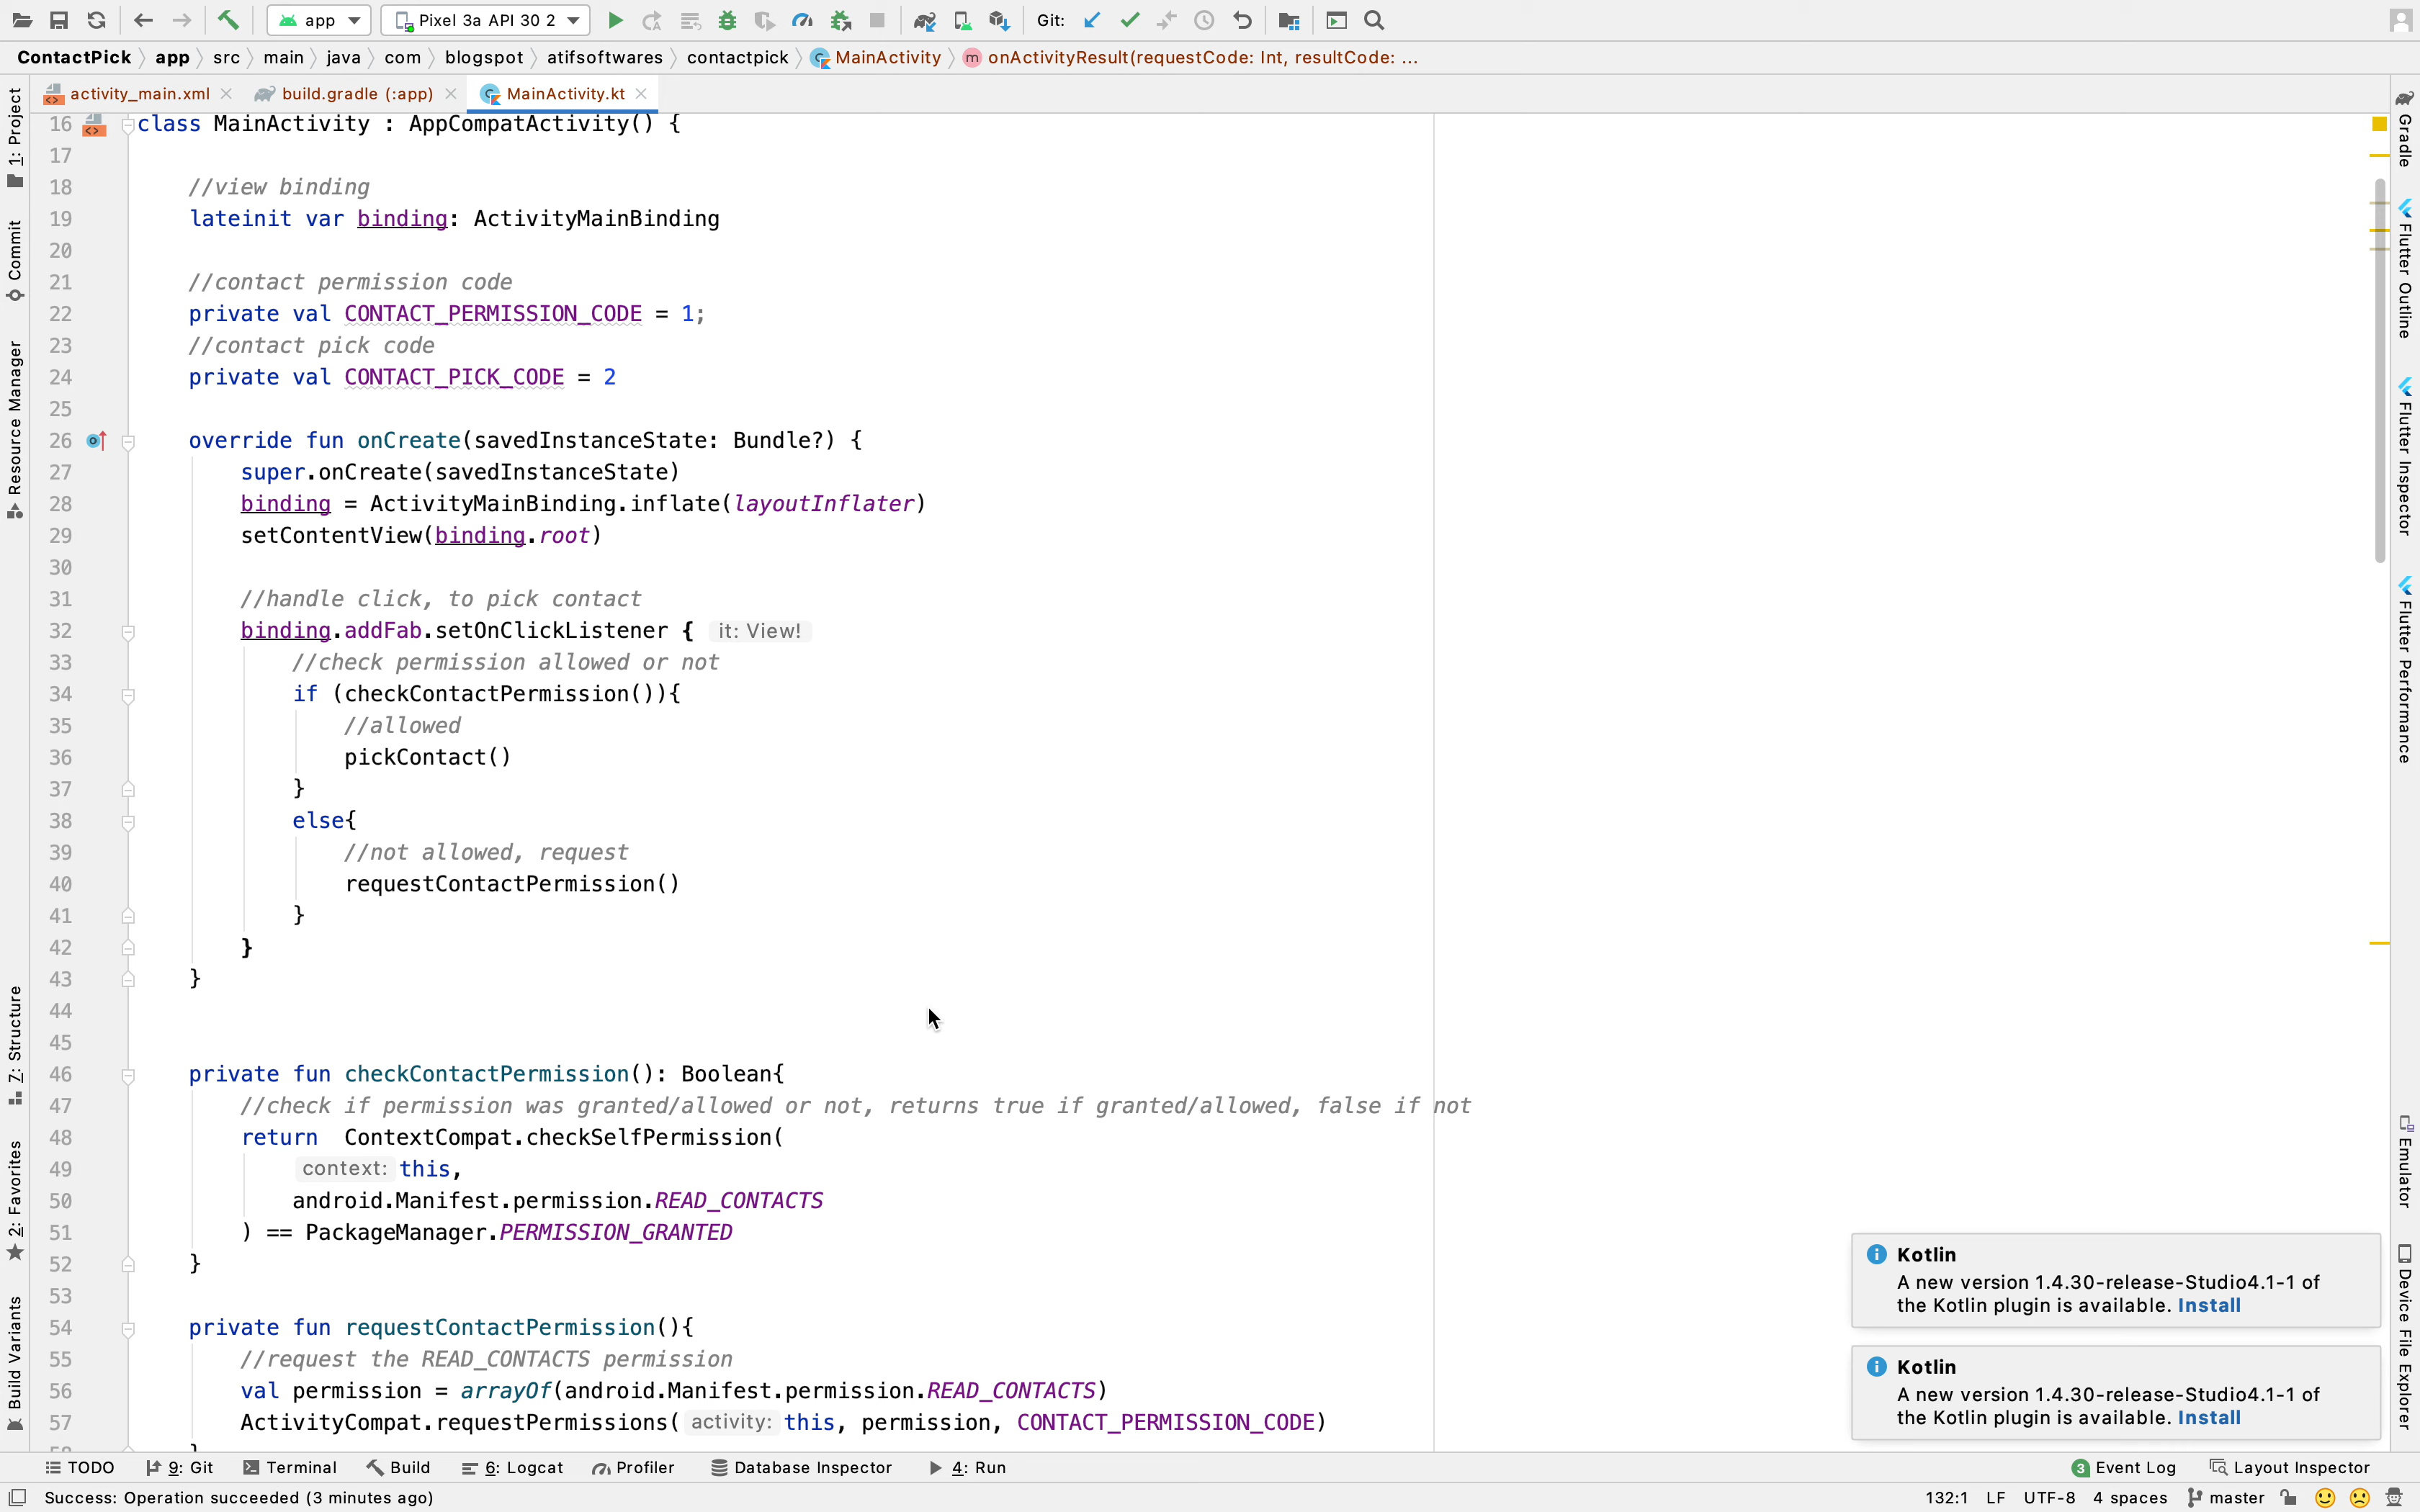 app Pixel 3a API 30 2 Git:
ContactPick app src main java com blogspot atifsoftwares contactpick MainActivity onActivityResult(requestCode: Int, resultCode: ...
activity_main.xml build.gradle (:app) MainActivity.kt
16 class MainActivity : AppCompatActivity() {
17
18 //view binding
19 lateinit var binding: ActivityMainBinding
20
21 //contact permission code
22 private val CONTACT_PERMISSION_CODE = 1;
23 //contact pick code
24 private val CONTACT_PICK_CODE = 2
25
26 override fun onCreate(savedInstanceState: Bundle?) {
27 super.onCreate(savedInstanceState)
28 binding = ActivityMainBinding.inflate(layoutInflater)
29 setContentView(binding.root)
30
31 //handle click, to pick contact
32 binding.addFab.setOnClickListener { it: View!
33 //check permission allowed or not
34 if (checkContactPermission()){
35 //allowed
36 pickContact()
37 }
38 else{
39 //not allowed, request
40 requestContactPermission()
41 }
42 }
43 }
44
45
46 private fun checkContactPermission(): Boolean{
47 //check if permission was granted/allowed or not, returns true if granted/allowed, false if not
48 return ContextCompat.checkSelfPermission(
49 context: this,
50 android.Manifest.permission.READ_CONTACTS
51 ) == PackageManager.PERMISSION_GRANTED
52 }
53
54 private fun requestContactPermission(){
55 //request the READ_CONTACTS permission
56 val permission = arrayOf(android.Manifest.permission.READ_CONTACTS)
57 ActivityCompat.requestPermissions( activity: this, permission, CONTACT_PERMISSION_CODE)
1: Project
Commit
Resource Manager
7: Structure
2: Favorites
Build Variants
Gradle
Flutter Outline
Flutter Inspector
Flutter Performance
Emulator
Device File Explorer
Kotlin
A new version 1.4.30-release-Studio4.1-1 of
the Kotlin plugin is available. Install
Kotlin
A new version 1.4.30-release-Studio4.1-1 of
the Kotlin plugin is available. Install
TODO 9: Git Terminal Build 6: Logcat Profiler Database Inspector 4: Run 3 Event Log Layout Inspector
Success: Operation succeeded (3 minutes ago) 132:1 LF UTF-8 4 spaces master